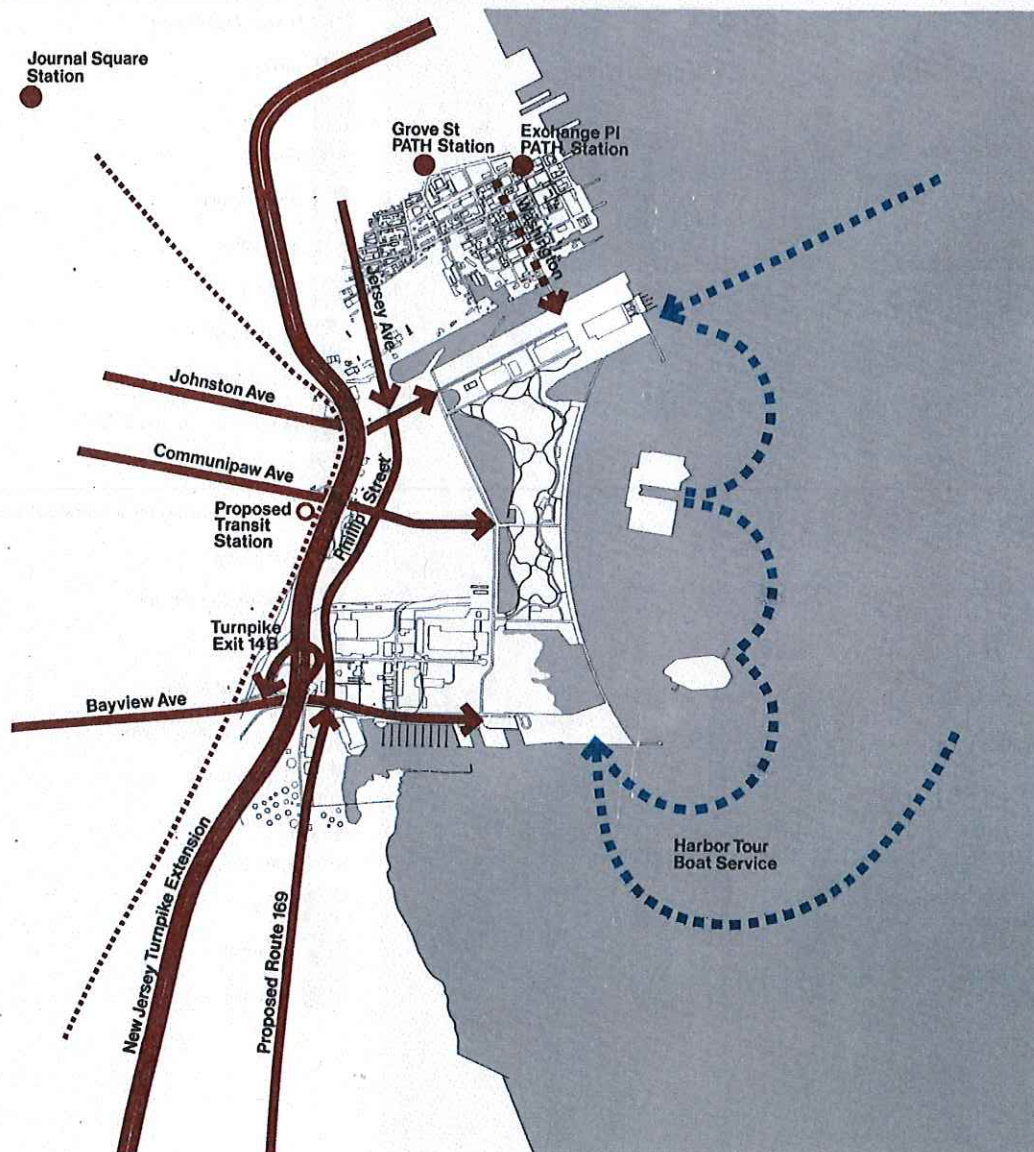 Journal Square
Station
Grove St
PATH Station
Exchange Pl
PATH Station
Washington
Jersey Ave
Johnston Ave
Communipaw Ave
Proposed
Transit
Station
Phillip Street
Turnpike
Exit 14B
Bayview Ave
Harbor Tour
Boat Service
New Jersey Turnpike Extension
Proposed Route 169